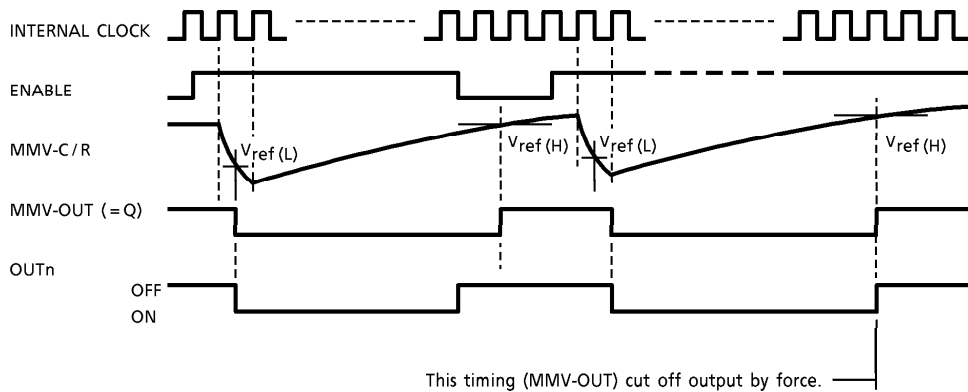 INTERNAL CLOCK
ENABLE
MMV-C/R
Vref (L)
Vref (H)
Vref (L)
Vref (H)
MMV-OUT (=Q)
OUTn
OFF
ON
This timing (MMV-OUT) cut off output by force.